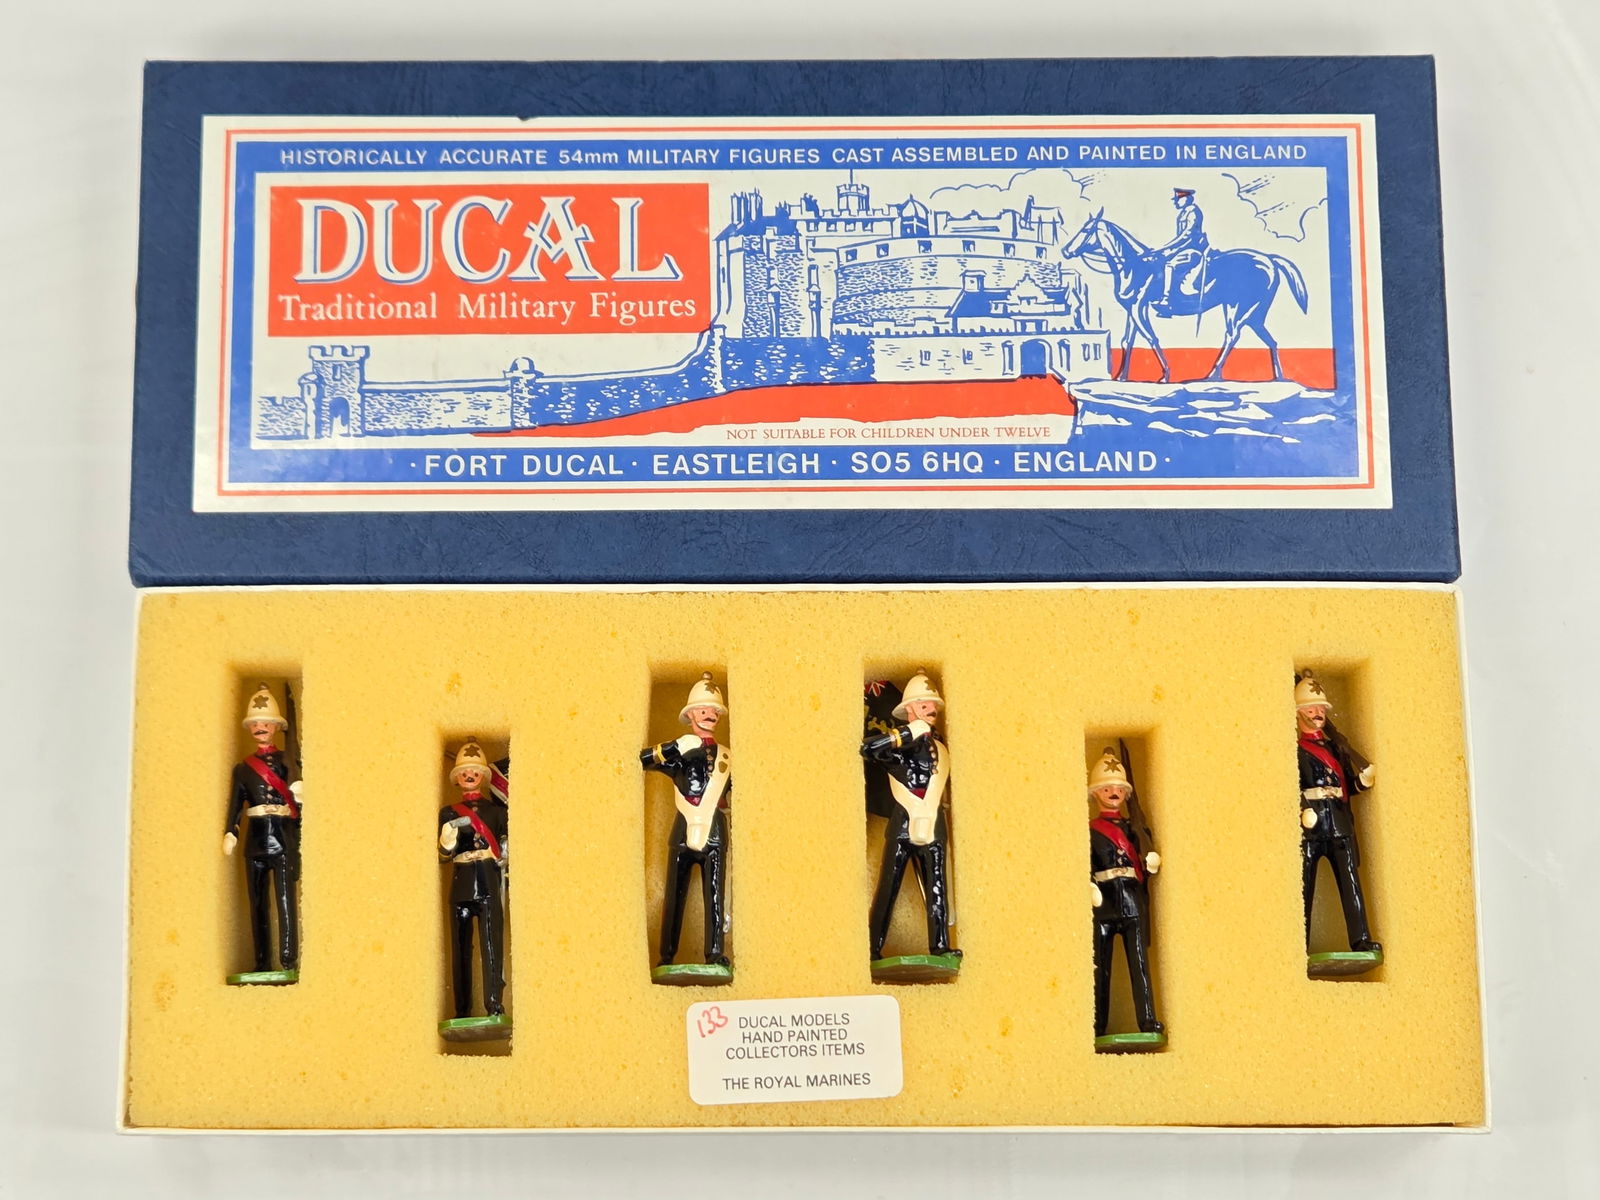 HISTORICALLY ACCURATE 54mm MILITARY FIGURES CAST ASSEMBLED AND PAINTED IN ENGLAND
DUCAL
Traditional Military Figures
NOT SUITABLE FOR CHILDREN UNDER TWELVE
· FORT DUCAL · EASTLEIGH · SO5 6HQ · ENGLAND ·
133
DUCAL MODELS
HAND PAINTED
COLLECTORS ITEMS
THE ROYAL MARINES